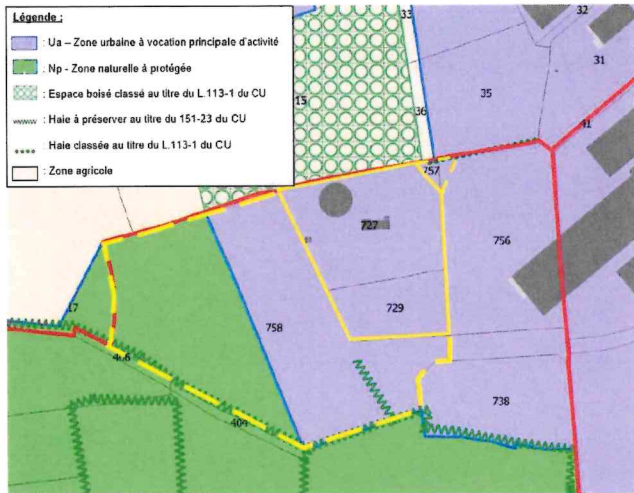 Légende :
: Ua – Zone urbaine à vocation principale d'activité
: Np - Zone naturelle à protégée
: Espace boisé classé au titre du L.113-1 du CU
: Haie à préserver au titre du 151-23 du CU
: Haie classée au titre du L.113-1 du CU
: Zone agricole
33
32
31
15
35
36
41
757
727
756
17
758
729
406
404
738